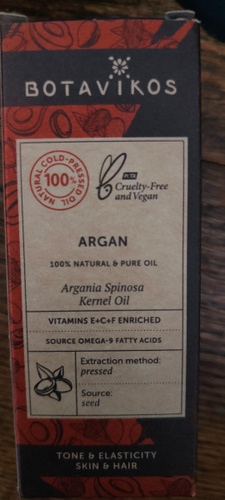 BOTAVIKOS
NATURAL COLD-PRESSED OIL
100%
PETA
Cruelty-Free
and Vegan
ARGAN
100% NATURAL & PURE OIL
Argania Spinosa
Kernel Oil
VITAMINS E+C+F ENRICHED
SOURCE OMEGA-9 FATTY ACIDS
Extraction method:
pressed
Source:
seed
TONE & ELASTICITY
SKIN & HAIR